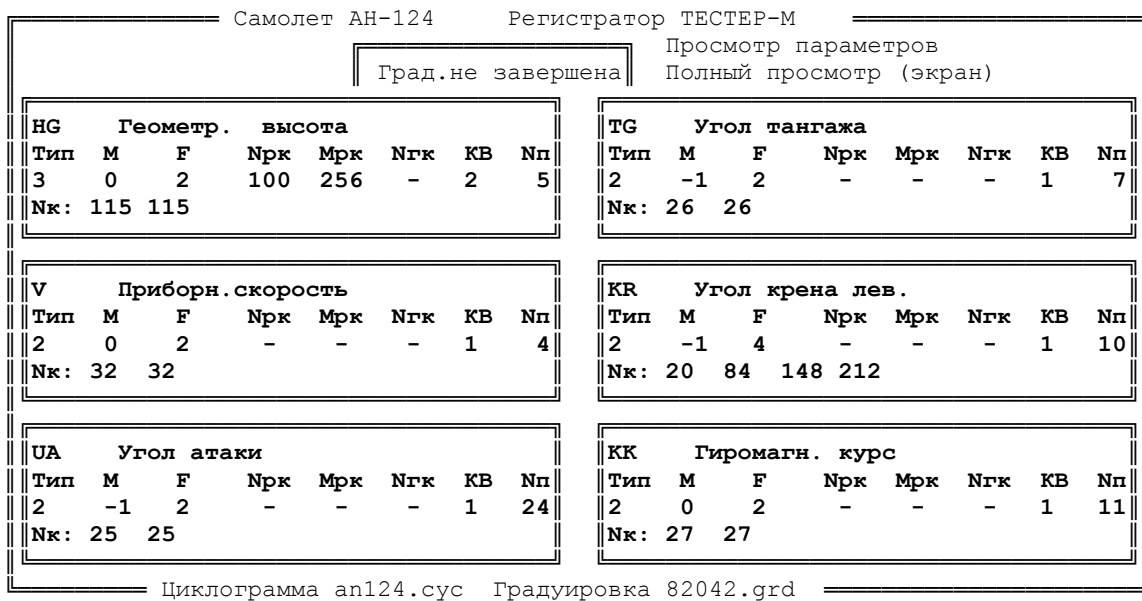 Самолет АН-124 Регистратор ТЕСТЕР-М
Просмотр параметров
Град.не завершена Полный просмотр (экран)
HG Геометр. высота
Тип M F Nрк Mрк Nгк КВ Nп
3 0 2 100 256 - 2 5
Nк: 115 115
TG Угол тангажа
Тип M F Nрк Mрк Nгк КВ Nп
2 -1 2 - - - 1 7
Nк: 26 26
V Приборн.скорость
Тип M F Nрк Mрк Nгк КВ Nп
2 0 2 - - - 1 4
Nк: 32 32
KR Угол крена лев.
Тип M F Nрк Mрк Nгк КВ Nп
2 -1 4 - - - 1 10
Nк: 20 84 148 212
UA Угол атаки
Тип M F Nрк Mрк Nгк КВ Nп
2 -1 2 - - - 1 24
Nк: 25 25
KK Гиромагн. курс
Тип M F Nрк Mрк Nгк КВ Nп
2 0 2 - - - 1 11
Nк: 27 27
Циклограмма an124.cyc Градуировка 82042.grd